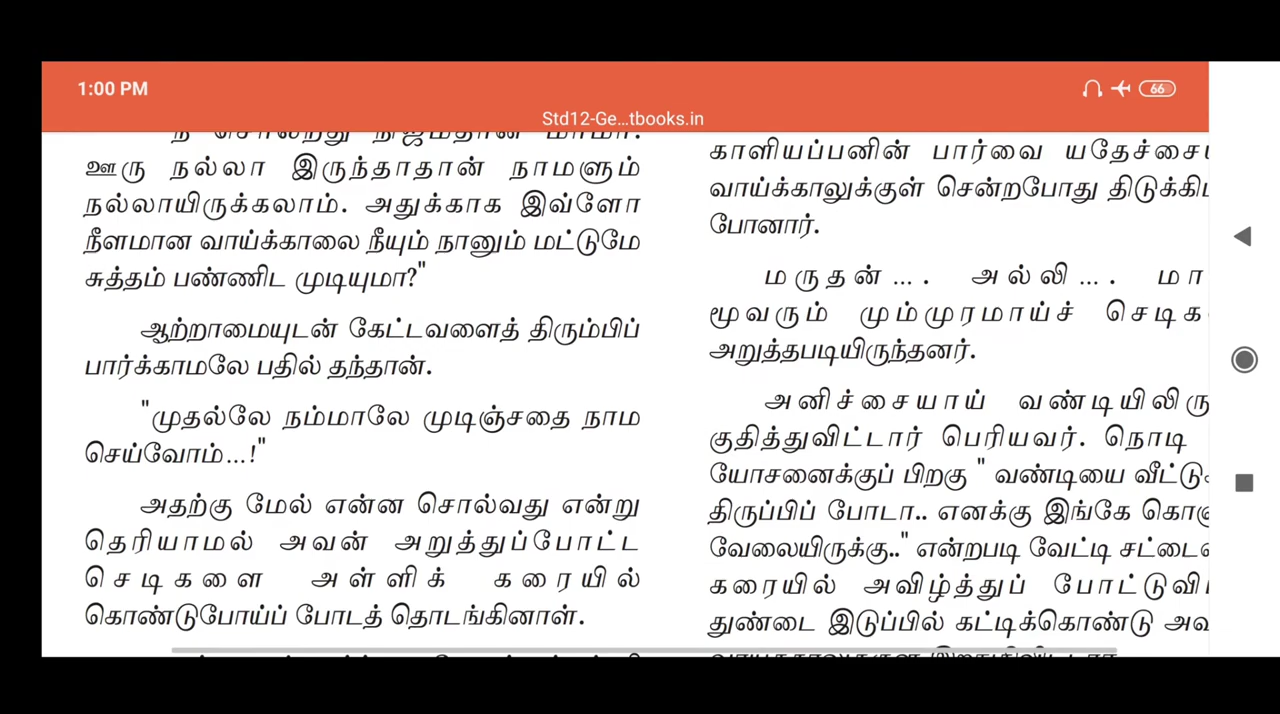 1:00 PM
66
Std12-Ge...tbooks.in
ஊரு நல்லா இருந்தாதான் நாமளும்
நல்லாயிருக்கலாம். அதுக்காக இவ்ளோ
நீளமான வாய்க்காலை நீயும் நானும் மட்டுமே
சுத்தம் பண்ணிட முடியுமா?"
ஆற்றாமையுடன் கேட்டவளைத் திரும்பிப்
பார்க்காமலே பதில் தந்தான்.
"முதல்லே நம்மாலே முடிஞ்சதை நாம
செய்வோம்...!"
அதற்கு மேல் என்ன சொல்வது என்று
தெரியாமல் அவன் அறுத்துப்போட்ட
செடிகளை அள்ளிக் கரையில்
கொண்டுபோய்ப் போடத் தொடங்கினாள்.
காளியப்பனின் பார்வை
வாய்க்காலுக்குள் சென்றபோது
போனார்.
மருதன்.... அல்லி.... மா
மூவரும் மும்முரமாய்ச் செடிக
அறுத்தபடியிருந்தனர்.
அனிச்சையாய் வண்டியிலிரு
குதித்துவிட்டார் பெரியவர். நொடி
யோசனைக்குப் பிறகு " வண்டியை
திருப்பிப் போடா.. எனக்கு இங்கே
வேலையிருக்கு.." என்றபடி வேட்டி
கரையில் அவிழ்த்துப் போட்டுவி
துண்டை இடுப்பில் கட்டிக்கொண்டு